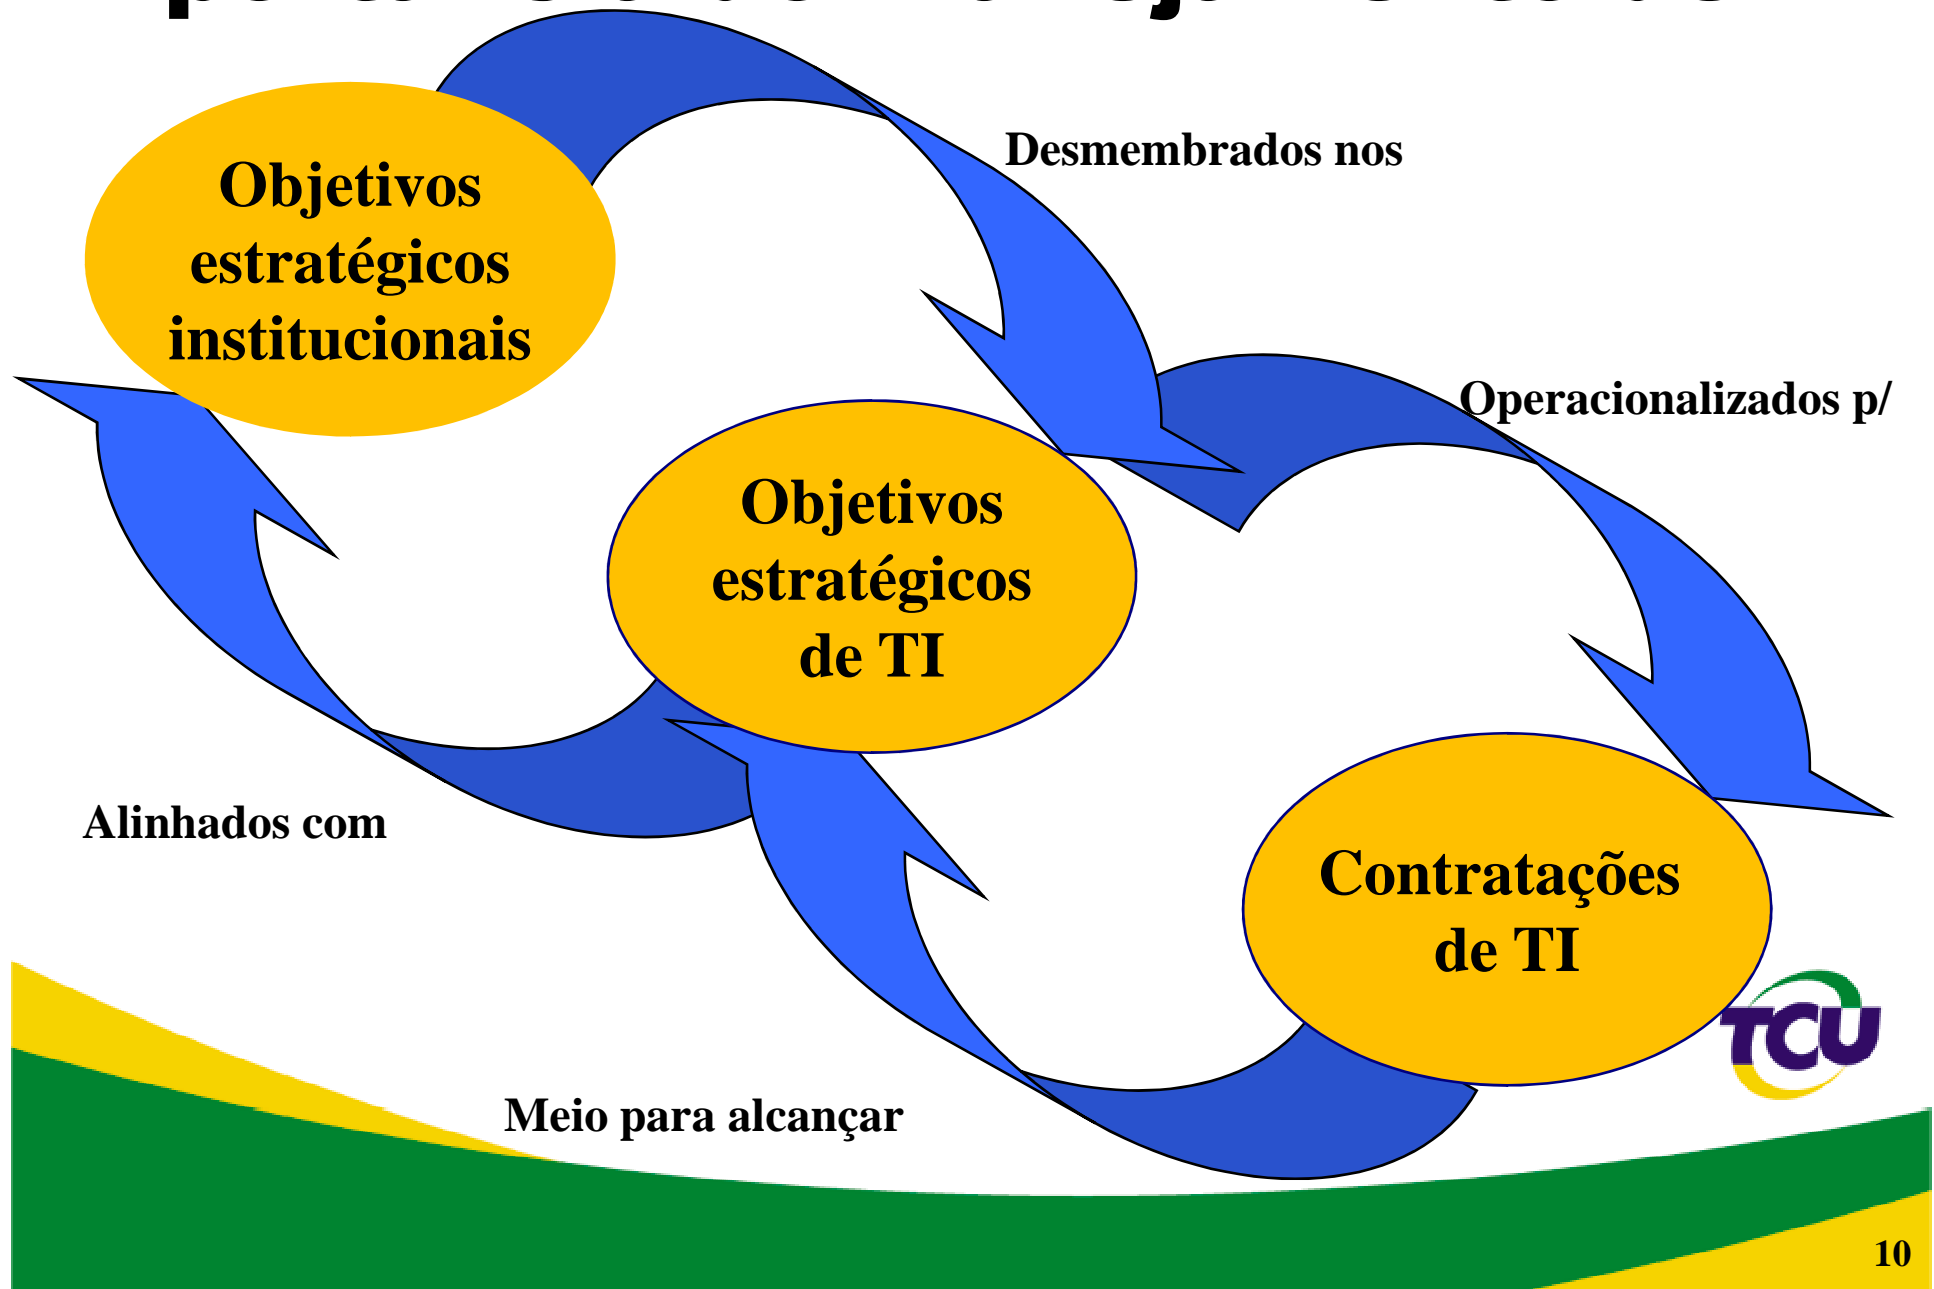 Desmembrados nos
Objetivos
estratégicos
institucionais
Operacionalizados p/
Objetivos
estratégicos
de TI
Alinhados com
Contratações
de TI
TCU
Meio para alcançar
10